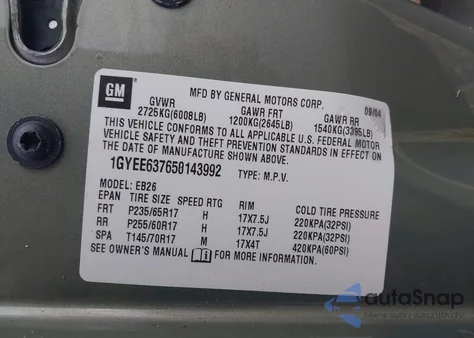 GM
MFD BY GENERAL MOTORS CORP. 09/04
GVWR GAWR FRT GAWR RR
2725KG(6008LB) 1200KG(2645LB) 1540KG(3395LB)
THIS VEHICLE CONFORMS TO ALL APPLICABLE U.S. FEDERAL MOTOR
VEHICLE SAFETY AND THEFT PREVENTION STANDARDS IN EFFECT ON
THE DATE OF MANUFACTURE SHOWN ABOVE.
1GYEE637650143992 TYPE: M.P.V.
MODEL: EB26
EPAN TIRE SIZE SPEED RTG RIM COLD TIRE PRESSURE
FRT P235/65R17 H 17X7.5J 220KPA(32PSI)
RR P255/60R17 H 17X7.5J 220KPA(32PSI)
SPA T145/70R17 M 17X4T 420KPA(60PSI)
SEE OWNER'S MANUAL FOR MORE INFORMATION.
autoSnap